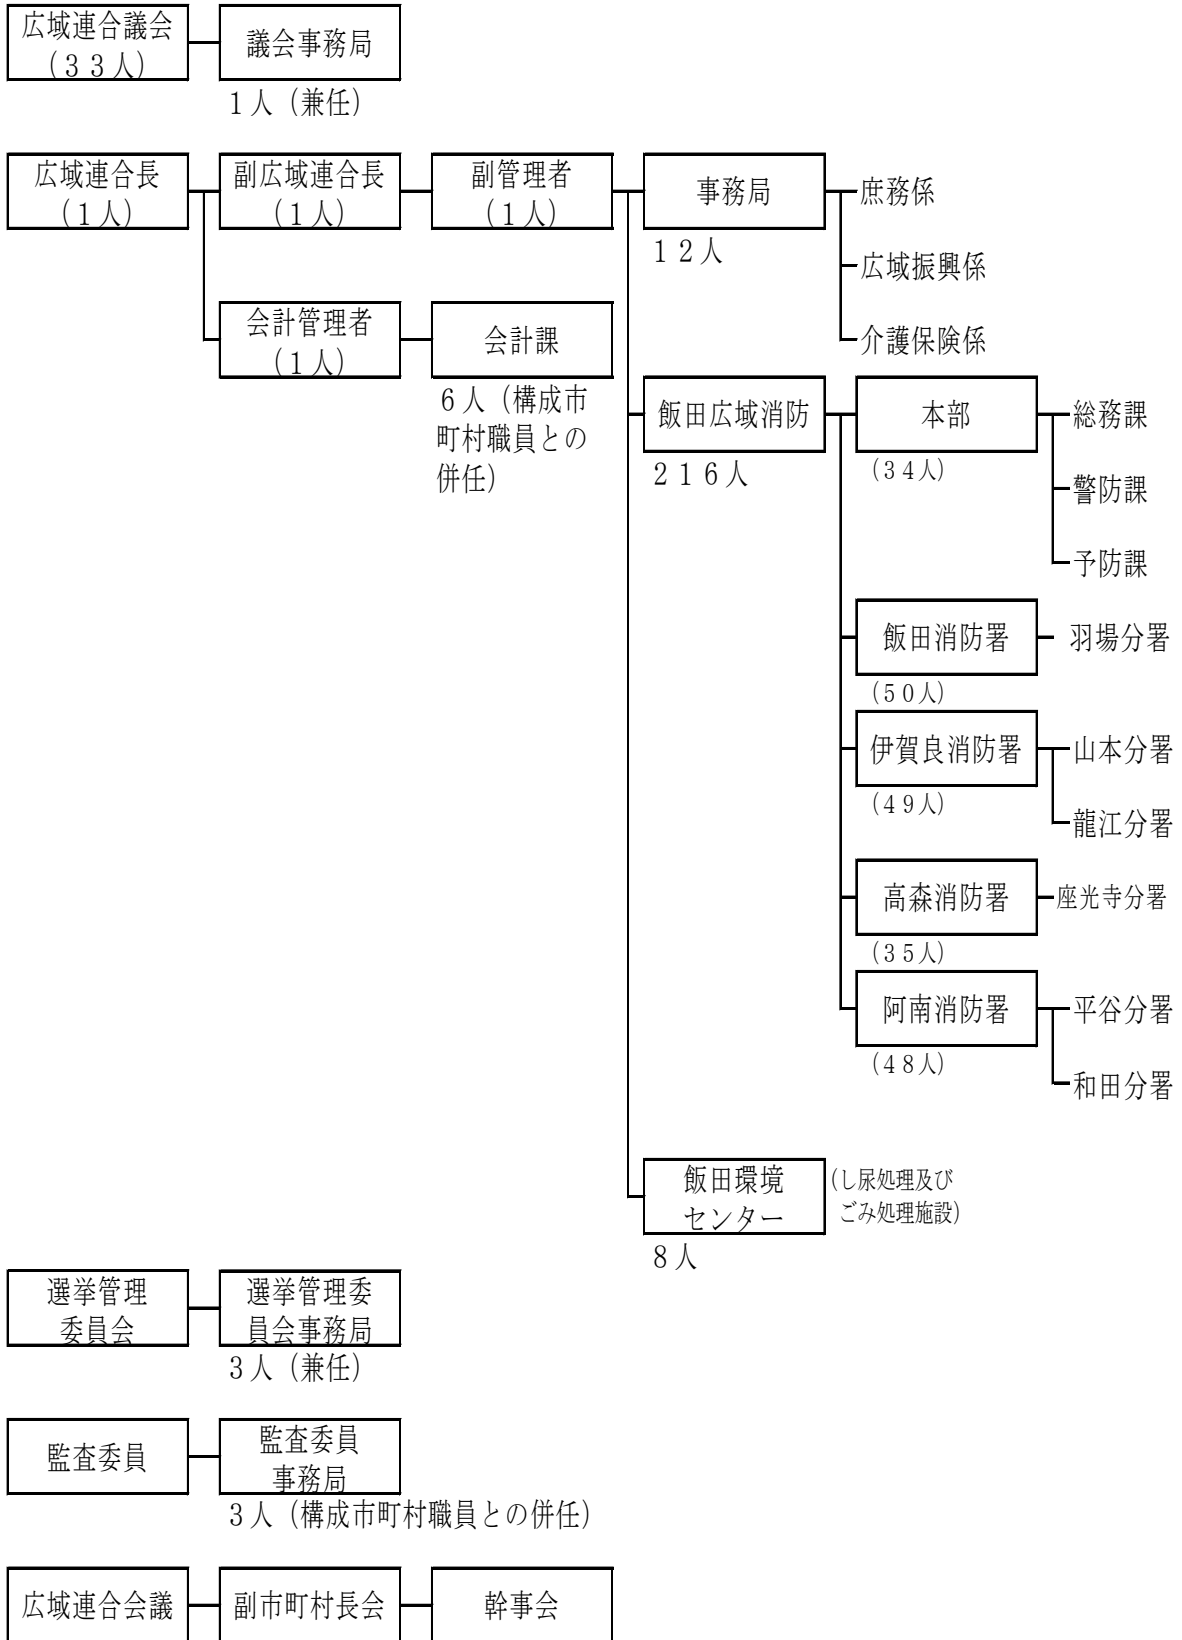 広域連合議会
(33人)
議会事務局
1人(兼任)
広域連合長
(1人)
副広域連合長
(1人)
副管理者
(1人)
事務局
12人
庶務係
広域振興係
介護保険係
会計管理者
(1人)
会計課
6人(構成市
町村職員との
併任)
飯田広域消防
216人
本部
(34人)
総務課
警防課
予防課
飯田消防署
(50人)
羽場分署
伊賀良消防署
(49人)
山本分署
龍江分署
高森消防署
(35人)
座光寺分署
阿南消防署
(48人)
平谷分署
和田分署
飯田環境
センター
8人
(し尿処理及び
ごみ処理施設)
選挙管理
委員会
選挙管理委
員会事務局
3人(兼任)
監査委員
監査委員
事務局
3人(構成市町村職員との併任)
広域連合会議
副市町村長会
幹事会